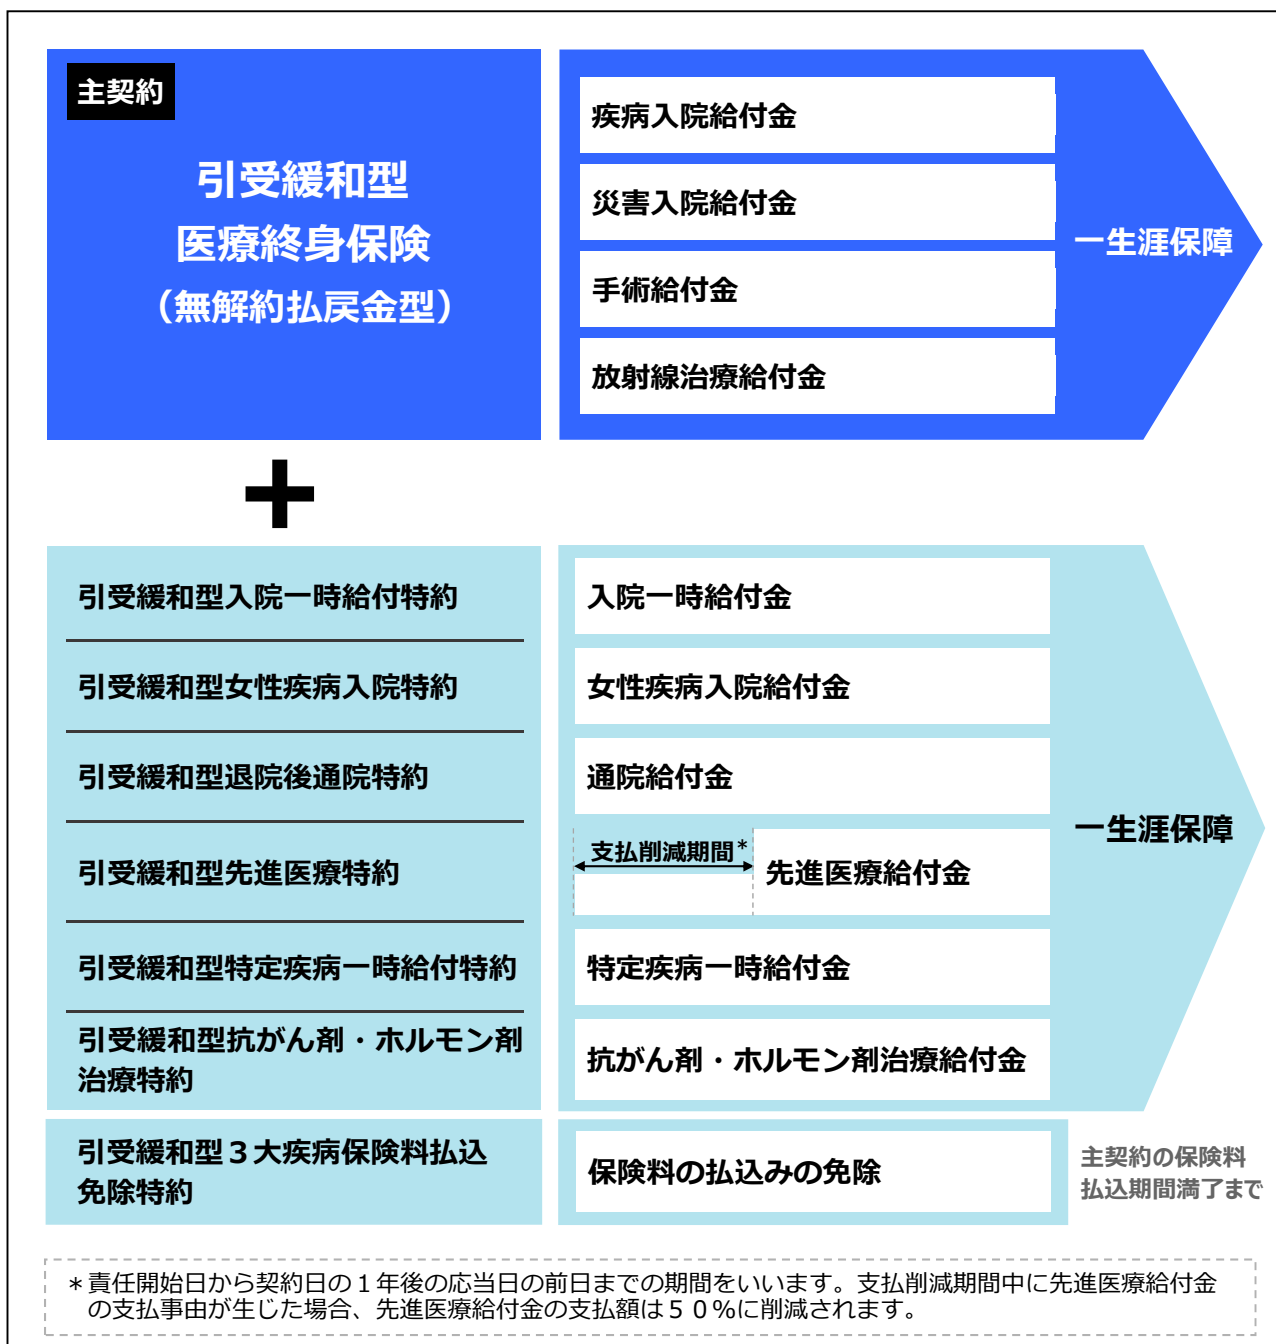 主契約
引受緩和型
医療終身保険
（無解約払戻金型）
疾病入院給付金
災害入院給付金
手術給付金
放射線治療給付金
一生涯保障
＋
引受緩和型入院一時給付特約
入院一時給付金
引受緩和型女性疾病入院特約
女性疾病入院給付金
引受緩和型退院後通院特約
通院給付金
引受緩和型先進医療特約
支払削減期間*
先進医療給付金
引受緩和型特定疾病一時給付特約
特定疾病一時給付金
引受緩和型抗がん剤・ホルモン剤
治療特約
抗がん剤・ホルモン剤治療給付金
一生涯保障
引受緩和型３大疾病保険料払込
免除特約
保険料の払込みの免除
主契約の保険料
払込期間満了まで
＊責任開始日から契約日の１年後の応当日の前日までの期間をいいます。支払削減期間中に先進医療給付金
の支払事由が生じた場合、先進医療給付金の支払額は５０％に削減されます。